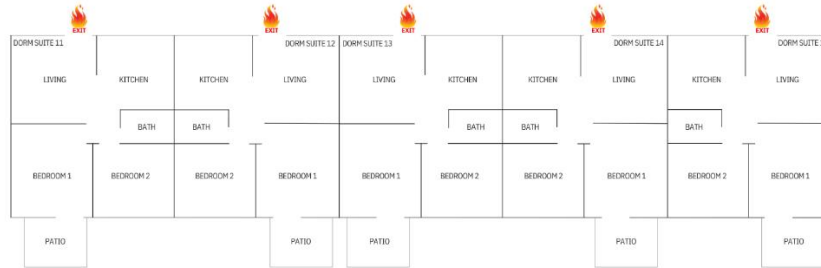 EXIT EXIT EXIT EXIT EXIT
DORM SUITE 11 DORM SUITE 12 DORM SUITE 13 DORM SUITE 14 DORM SUITE
LIVING KITCHEN KITCHEN LIVING LIVING KITCHEN KITCHEN LIVING KITCHEN LIVING
BATH BATH BATH BATH BATH
BEDROOM 1 BEDROOM 2 BEDROOM 2 BEDROOM 1 BEDROOM 1 BEDROOM 2 BEDROOM 2 BEDROOM 1 BEDROOM 2 BEDROOM 1
PATIO PATIO PATIO PATIO PATIO